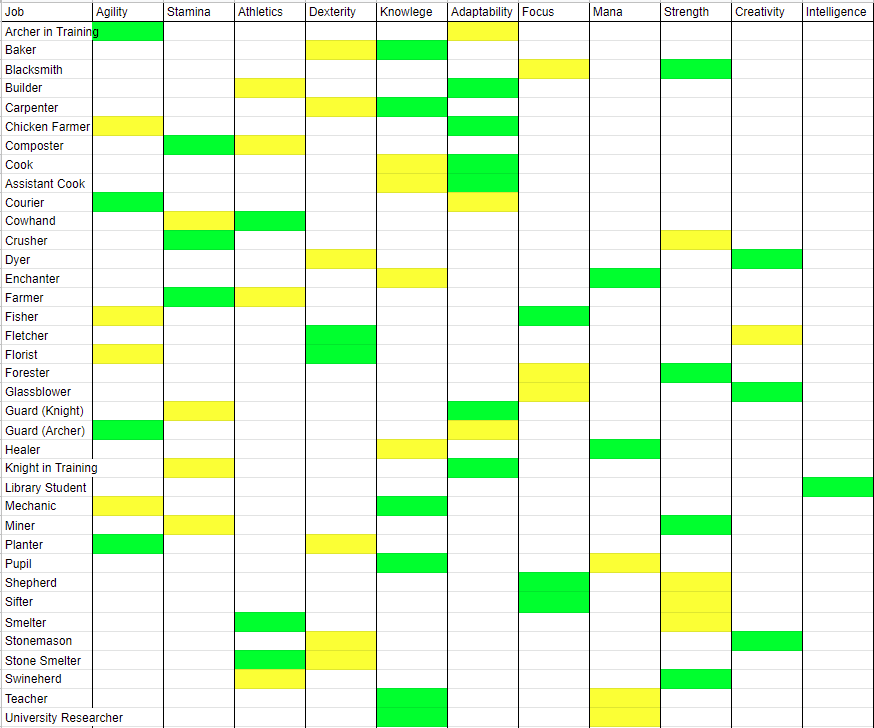 Job Agility Stamina Athletics Dexterity Knowlege Adaptability Focus Mana Strength Creativity Intelligence
Archer in Training
Baker
Blacksmith
Builder
Carpenter
Chicken Farmer
Composter
Cook
Assistant Cook
Courier
Cowhand
Crusher
Dyer
Enchanter
Farmer
Fisher
Fletcher
Florist
Forester
Glassblower
Guard (Knight)
Guard (Archer)
Healer
Knight in Training
Library Student
Mechanic
Miner
Planter
Pupil
Shepherd
Sifter
Smelter
Stonemason
Stone Smelter
Swineherd
Teacher
University Researcher